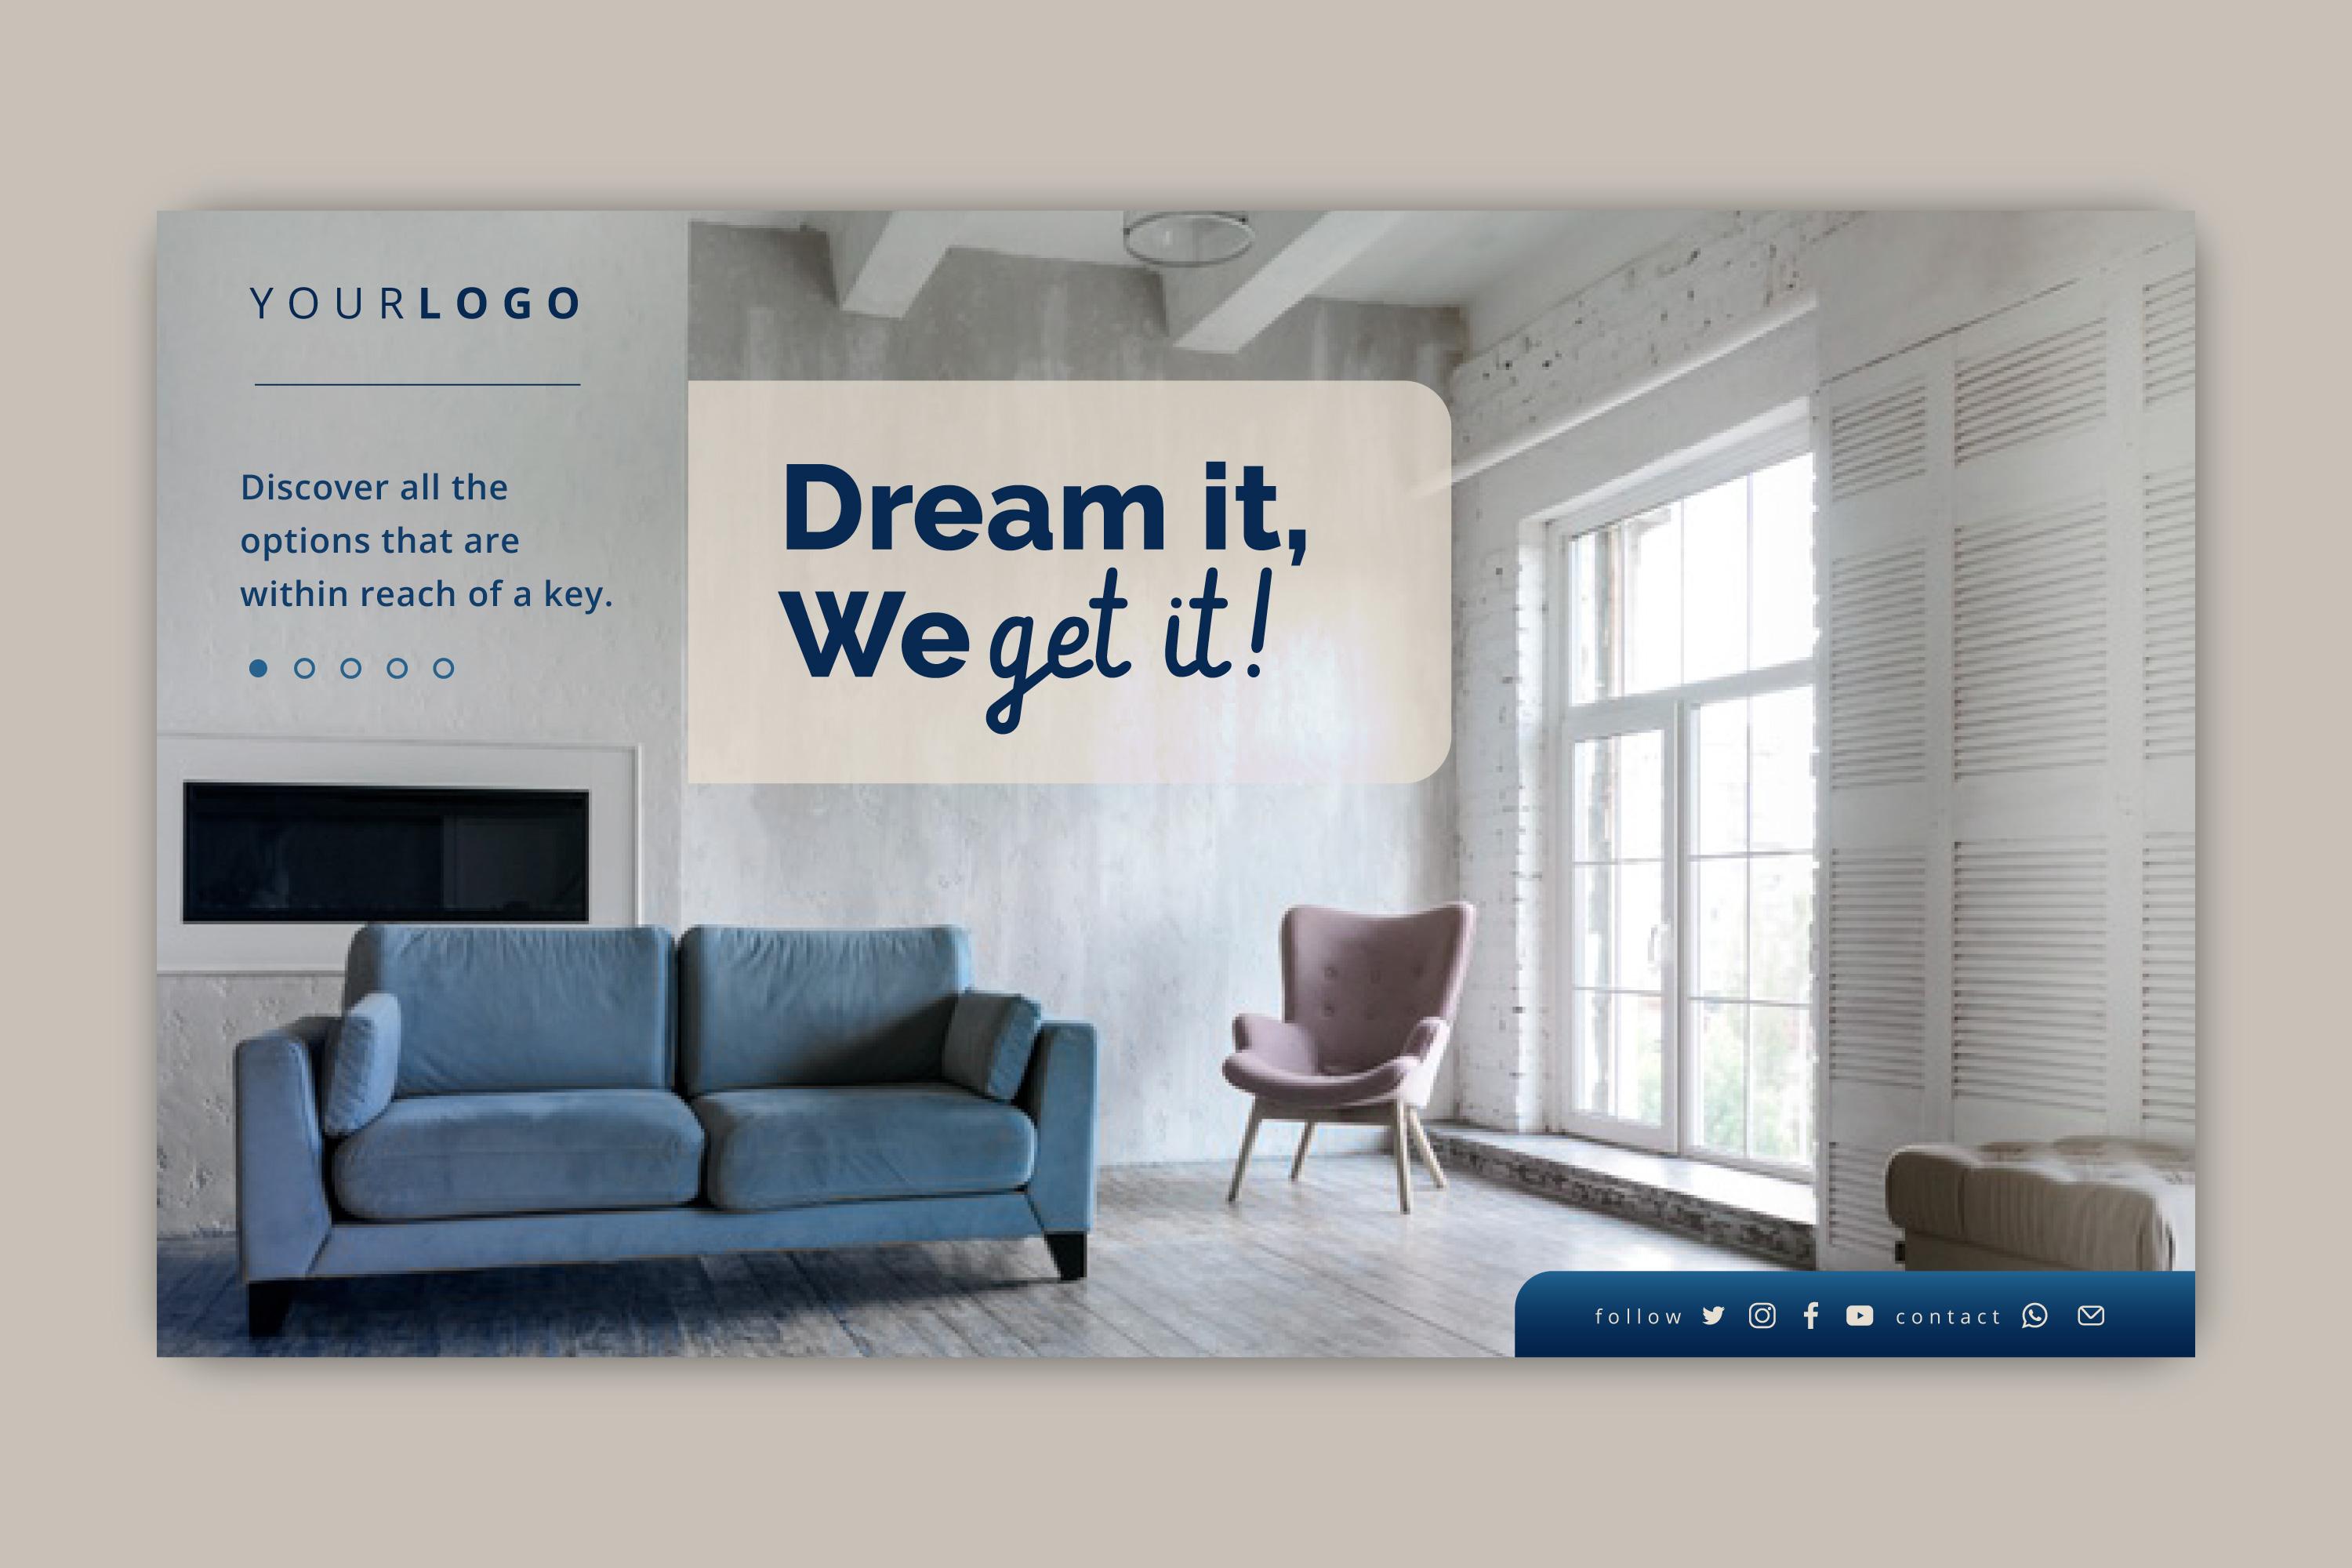 YOURLOGO
Discover all the
options that are
within reach of a key.
Dream it,
We get it!
follow contact